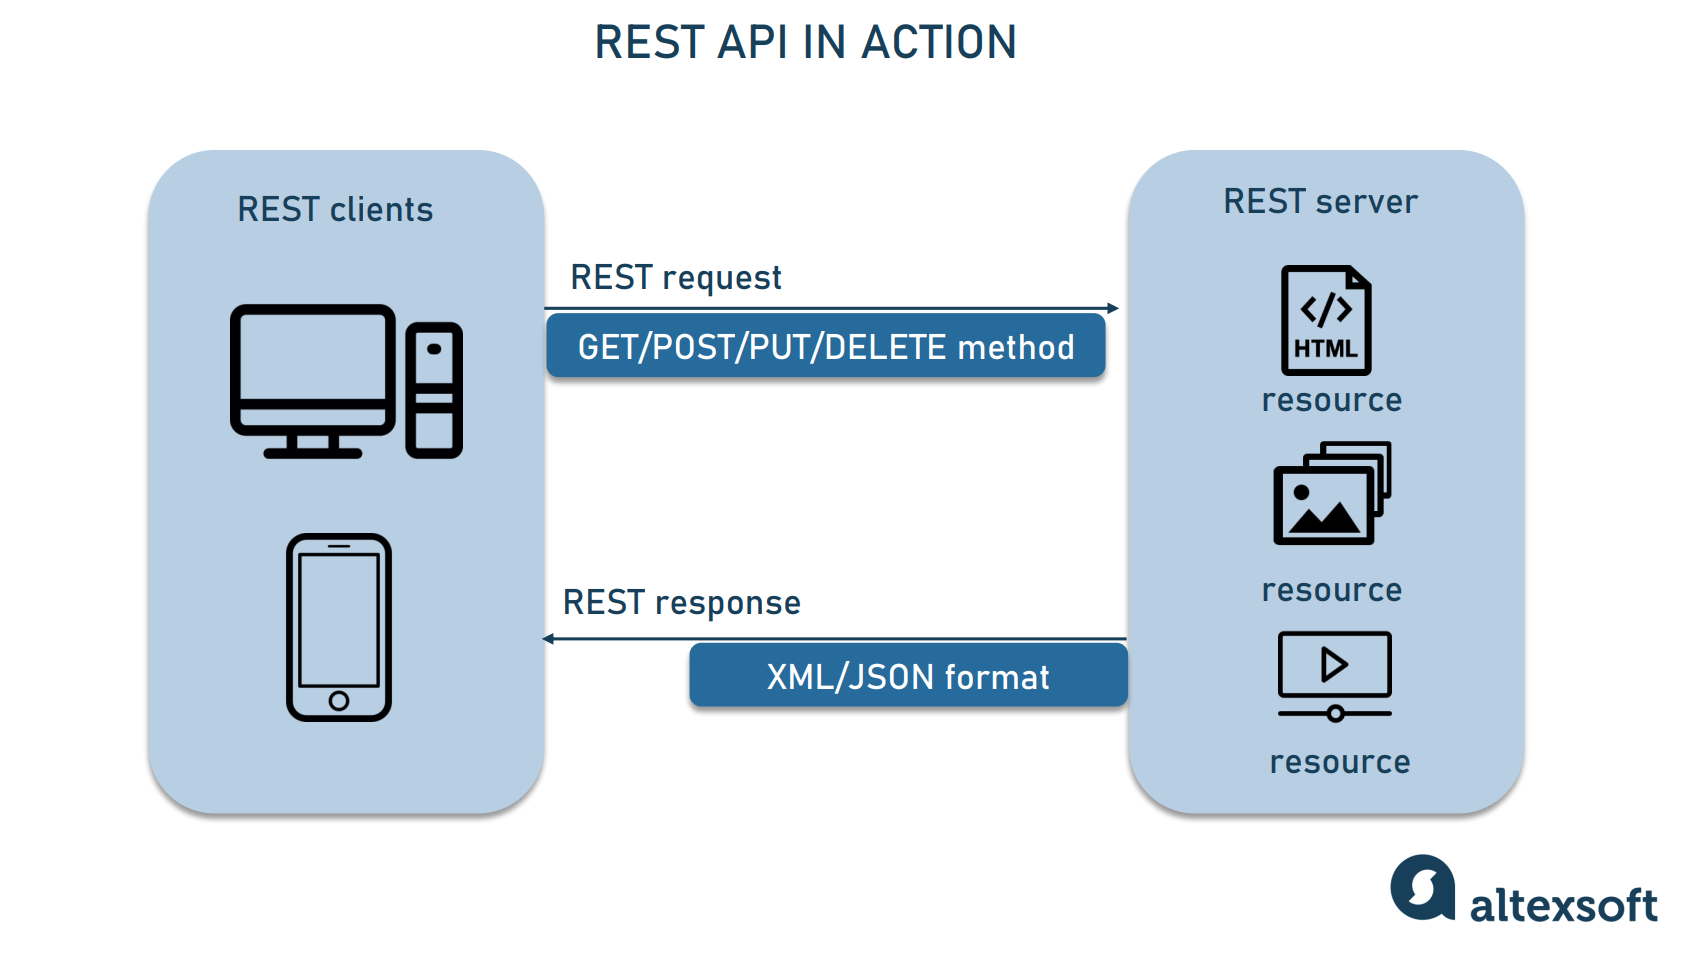 REST API IN ACTION
REST clients
REST request
GET/POST/PUT/DELETE method
REST response
XML/JSON format
REST server
</>
HTML
resource
resource
resource
altexsoft